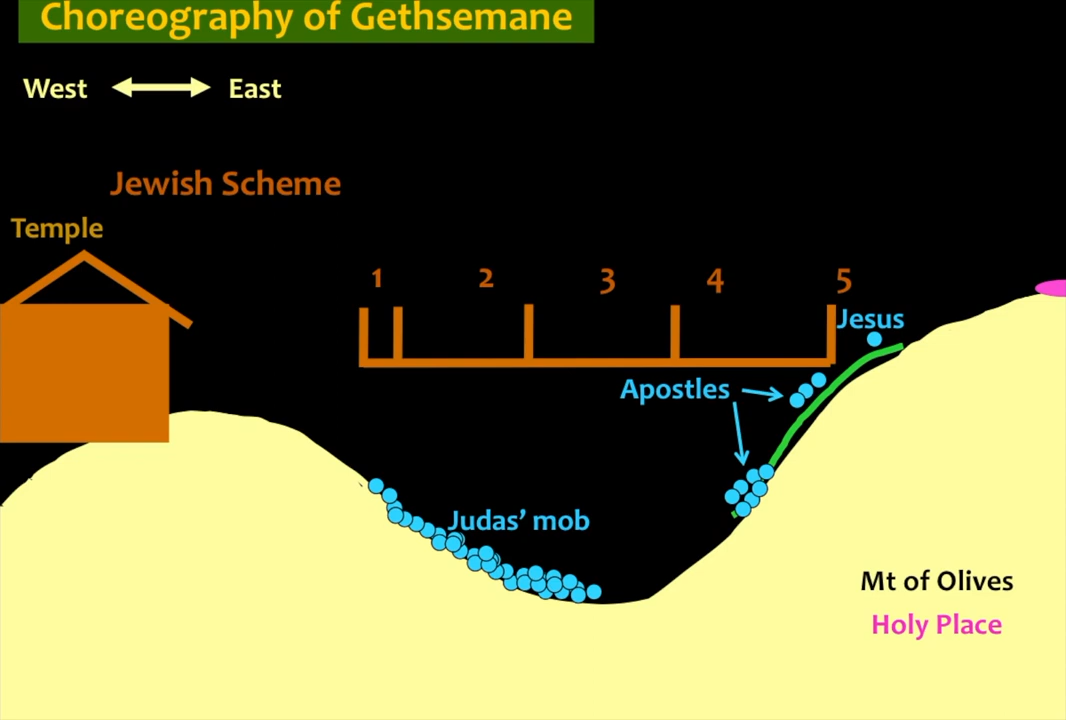 Choreography of Gethsemane
West East
Jewish Scheme
Temple
1 2 3 4 5
Jesus
Apostles
Judas’ mob
Mt of Olives
Holy Place